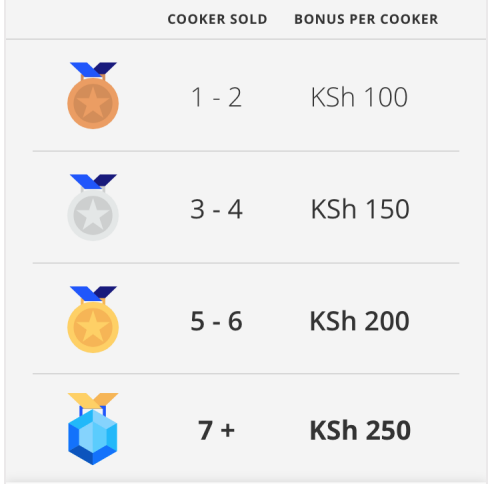 COOKER SOLD BONUS PER COOKER
1 - 2 KSh 100
3 - 4 KSh 150
5 - 6 KSh 200
7 + KSh 250